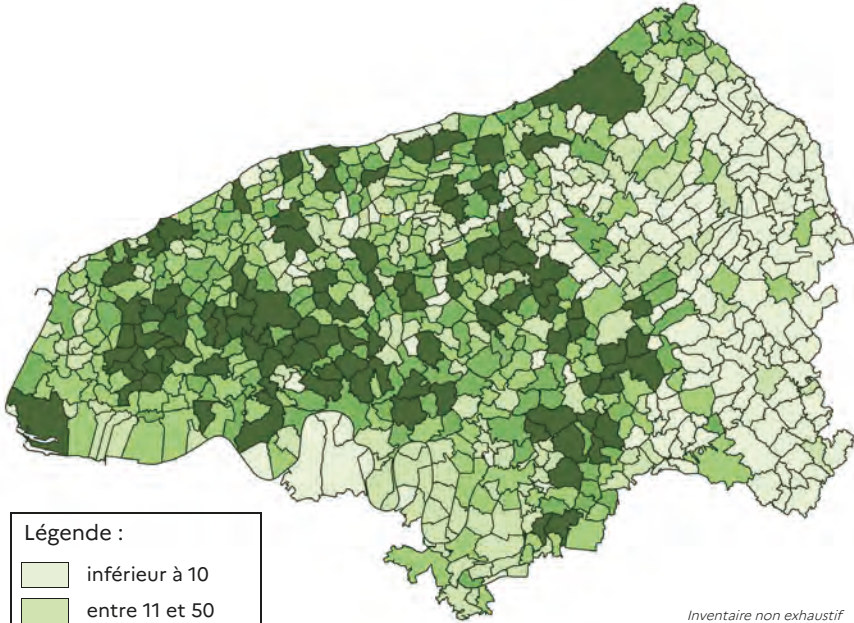 Légende :
inférieur à 10
entre 11 et 50
Inventaire non exhaustif